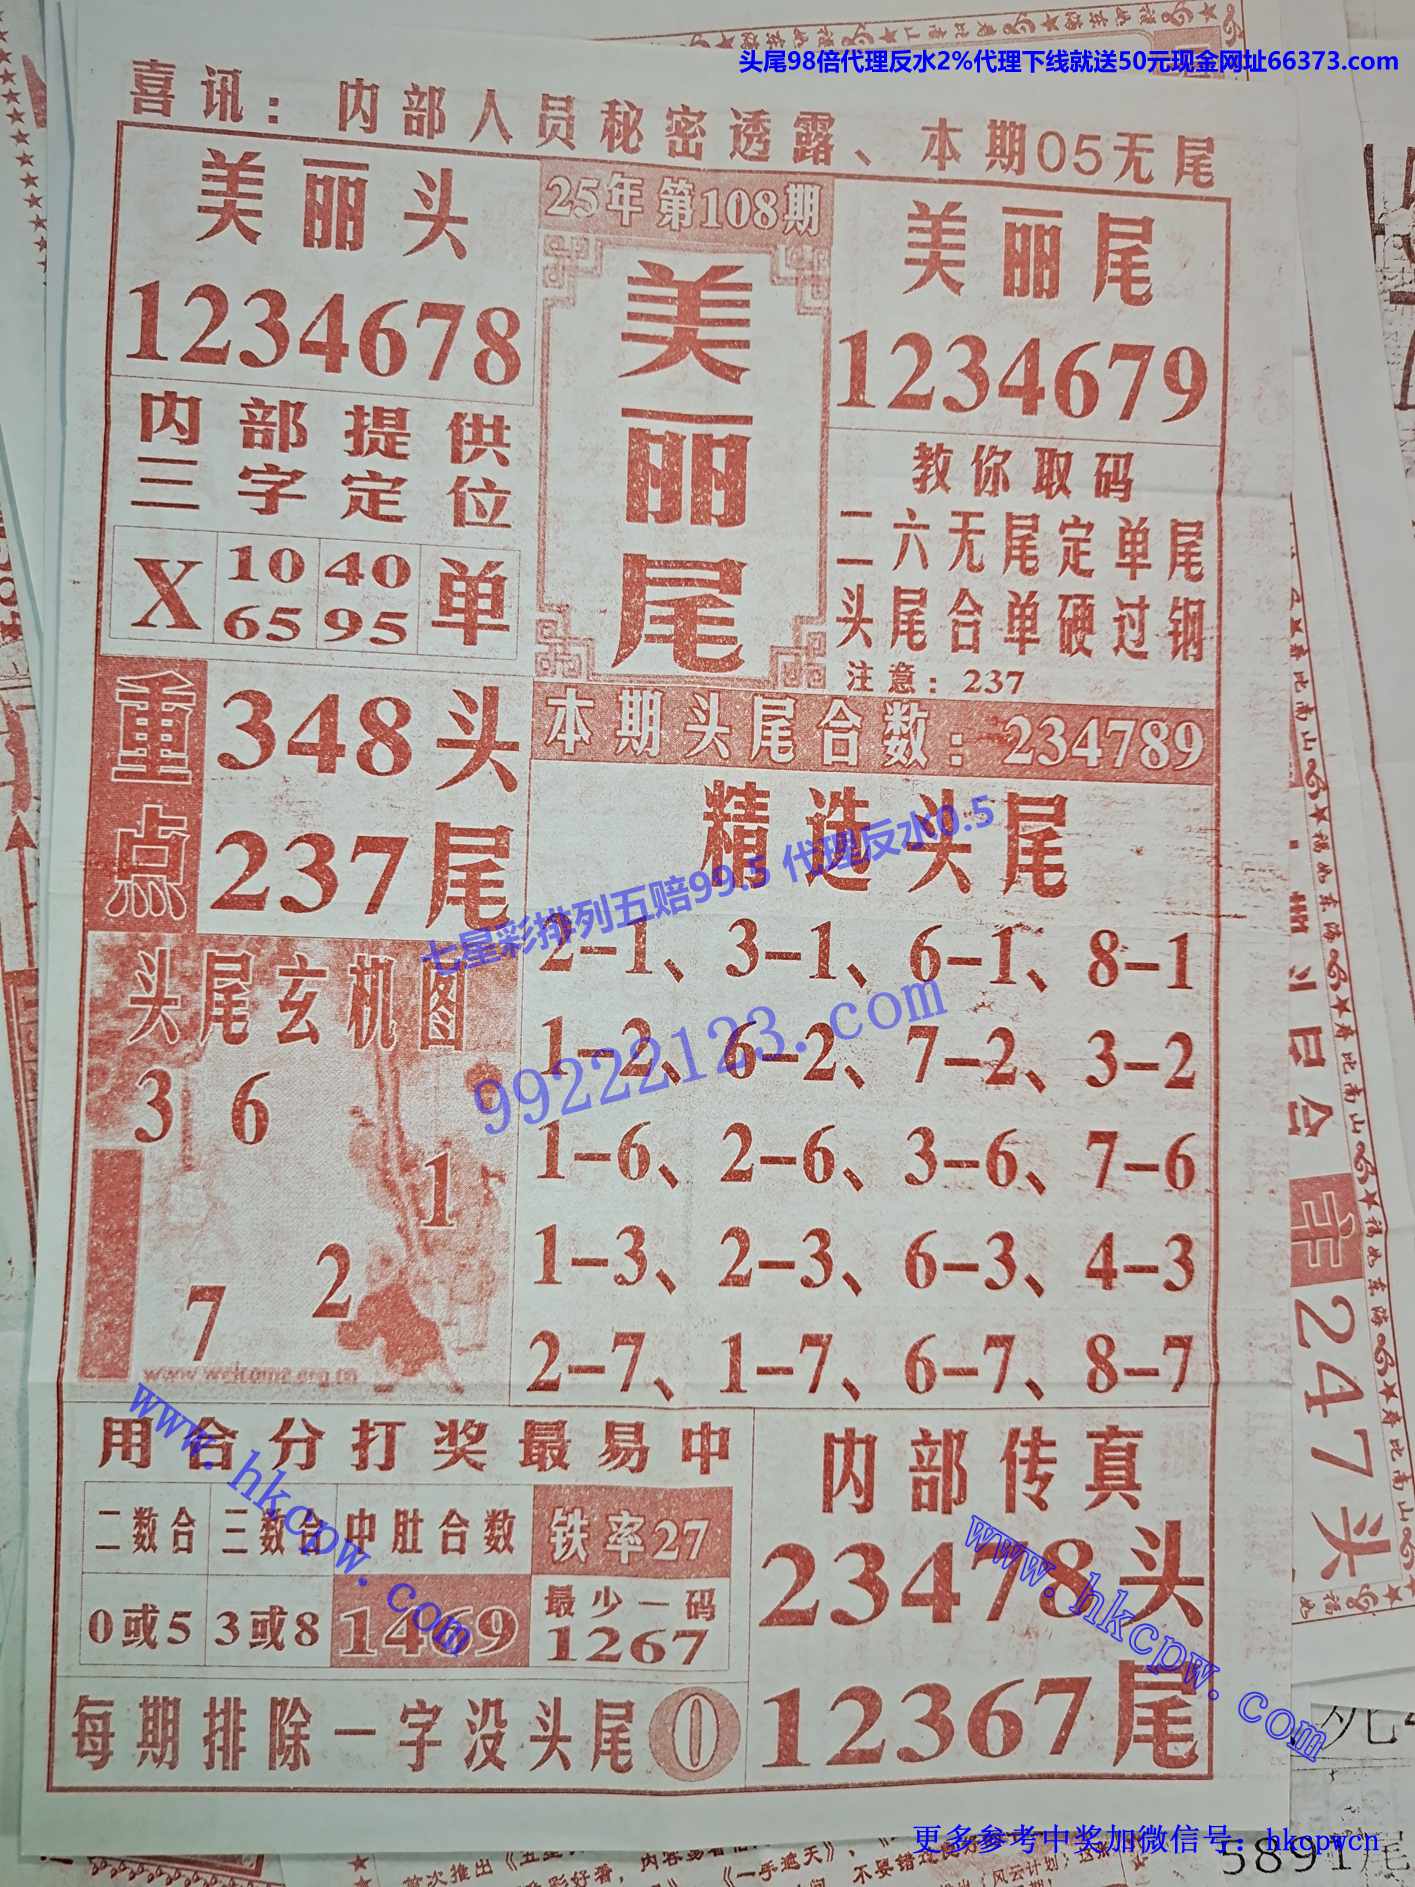 头尾98倍代理反水2%代理下线就送50元现金网址66373.com
喜讯：内部人员秘密透露、本期05无尾
美丽头
1234678
内部提供
三字定位
X 10 40 单
65 95
25年第108期
美丽尾
美丽尾
1234679
教你取码
二六无尾定单尾
头尾合单硬过钢
注意：237
重点
348头
237尾
本期头尾合数：234789
精选头尾
七星彩排列五赔99.5 代理反水0.5
99222123.com
2-1、3-1、6-1、8-1
1-2、6-2、7-2、3-2
1-6、2-6、3-6、7-6
1-3、2-3、6-3、4-3
2-7、1-7、6-7、8-7
头尾玄机图
3 6
1
2
7
www.welcome.org.cn
www.hkcpw.com
用合分打奖最易中
二数合 三数合 中肚合数 铁率27
0或5 3或8 1469 最少一码
1267
每期排除一字没头尾 0
内部传真
23478头
12367尾
www.hkcpw.com
247头
更多参考中奖加微信号：hkcpwcn
5891尾